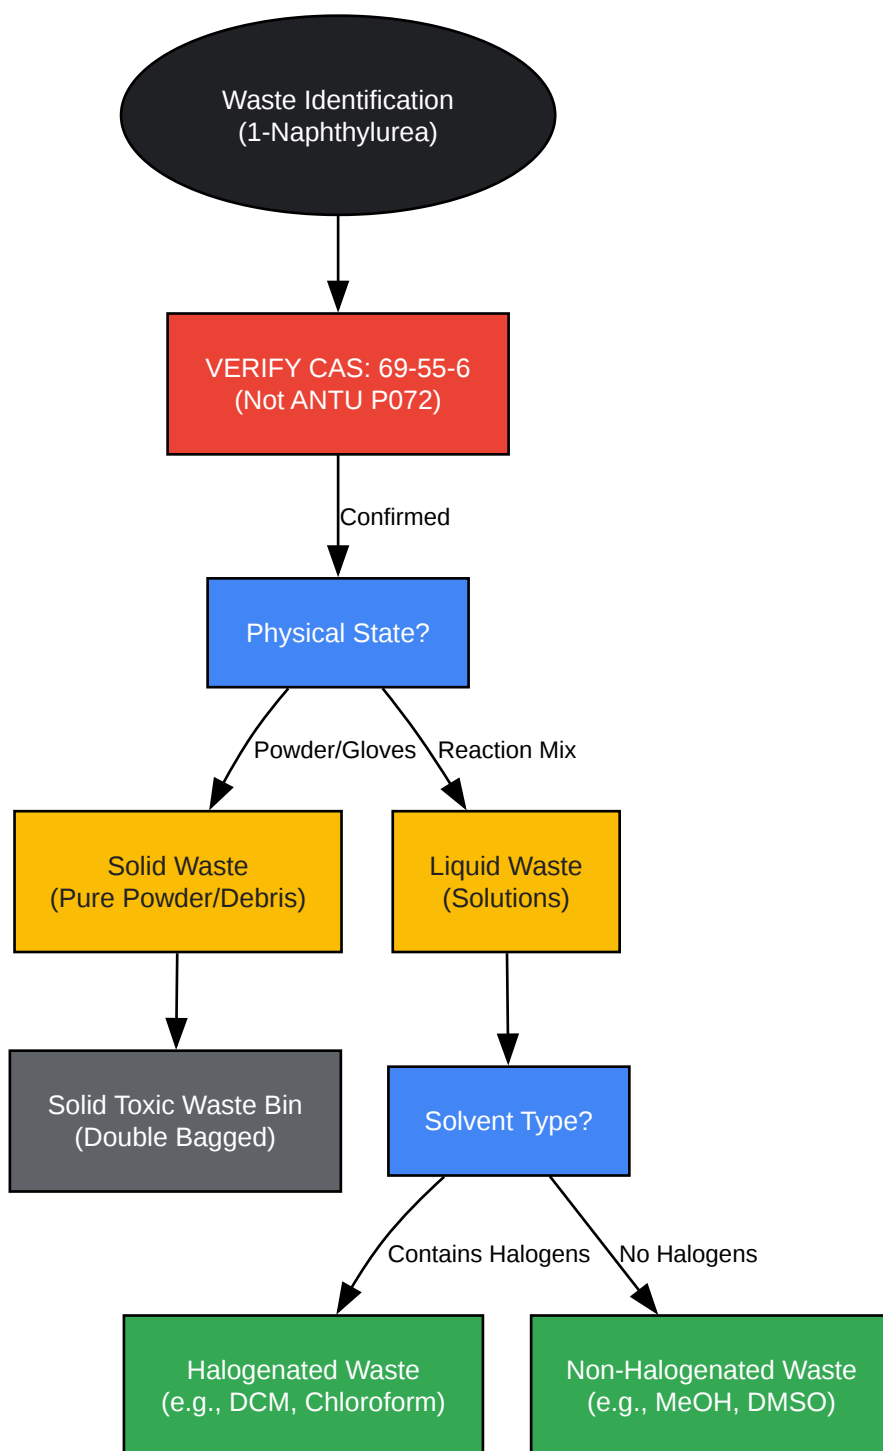 Waste Identification
(1-Naphthylurea)
VERIFY CAS: 69-55-6
(Not ANTU P072)
Confirmed
Physical State?
Powder/Gloves
Reaction Mix
Solid Waste
(Pure Powder/Debris)
Liquid Waste
(Solutions)
Solid Toxic Waste Bin
(Double Bagged)
Solvent Type?
Contains Halogens
No Halogens
Halogenated Waste
(e.g., DCM, Chloroform)
Non-Halogenated Waste
(e.g., MeOH, DMSO)